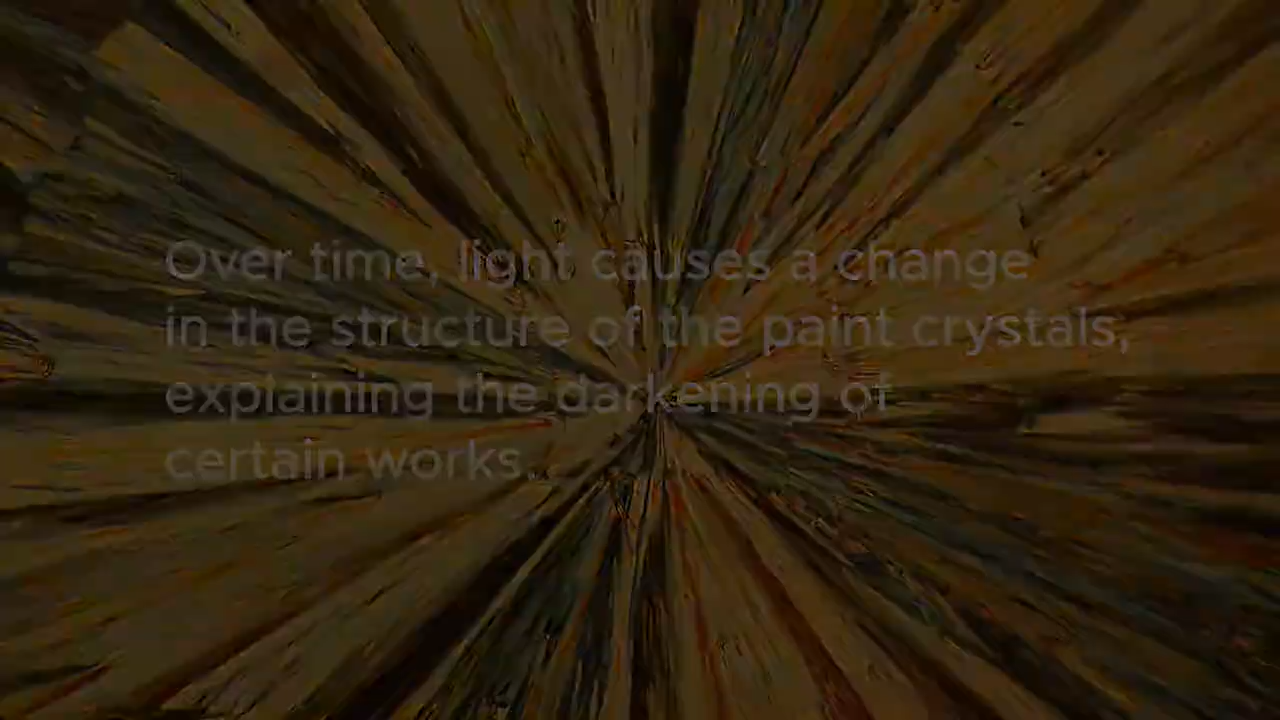 Over time, light causes a change
in the structure of the paint crystals,
explaining the darkening of
certain works.